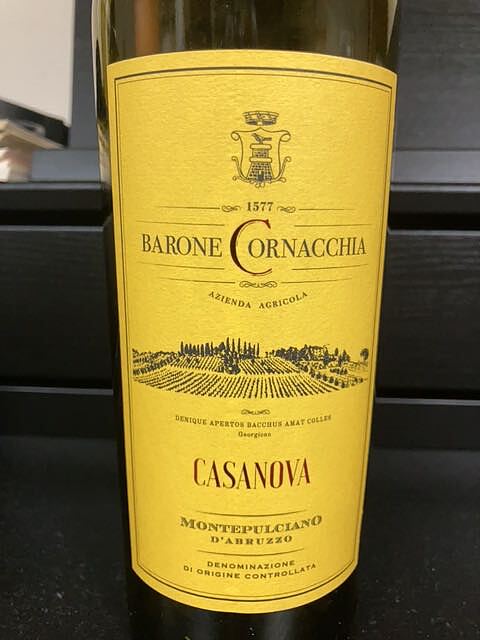 1577
BARONE CORNACCHIA
AZIENDA AGRICOLA
DENIQUE APERTOS BACCHUS AMAT COLLES
Georgicon
CASANOVA
MONTEPULCIANO
D'ABRUZZO
DENOMINAZIONE
DI ORIGINE CONTROLLATA